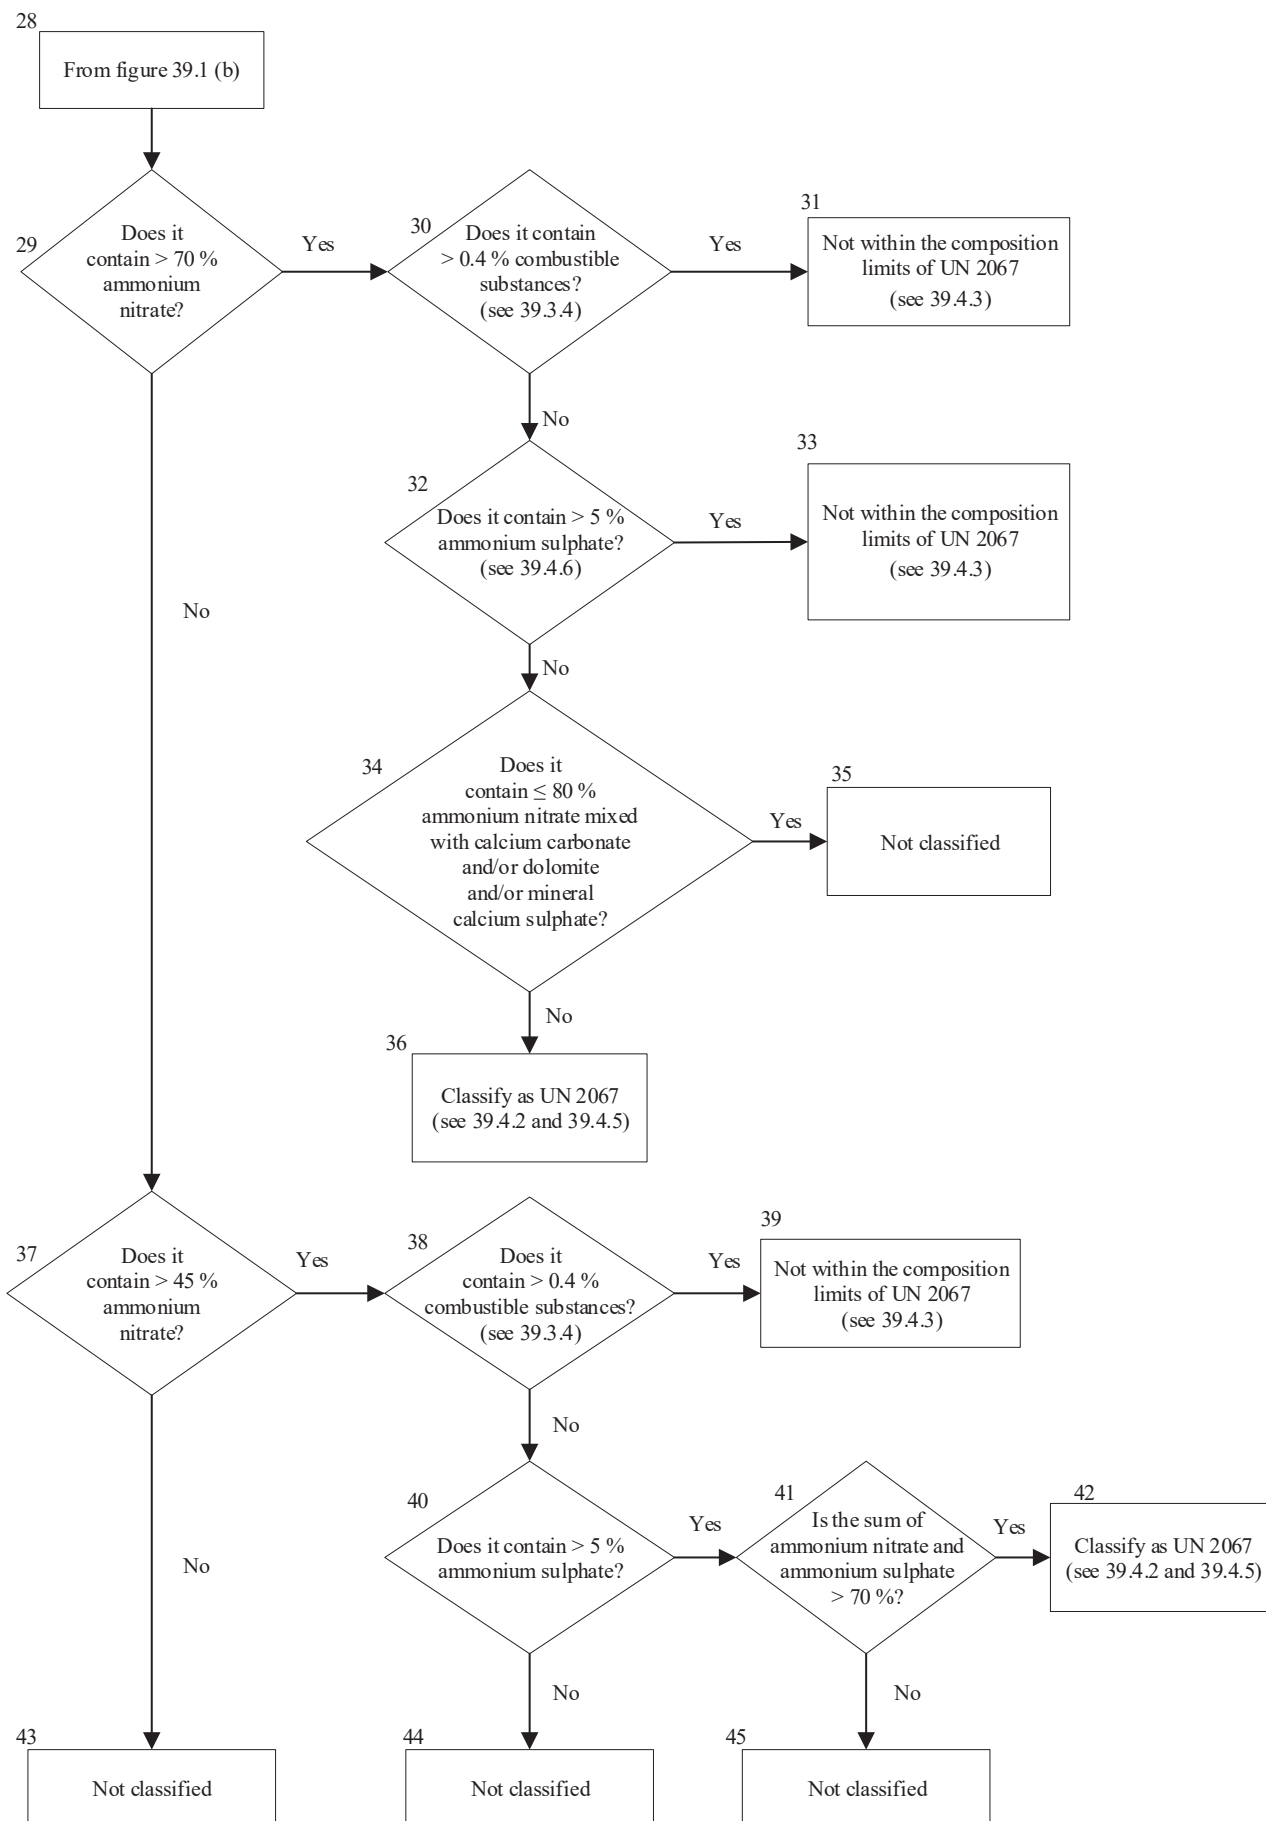 28
From figure 39.1 (b)
29
Does it
contain > 70 %
ammonium
nitrate?
Yes
30
Does it contain
> 0.4 % combustible
substances?
(see 39.3.4)
Yes
31
Not within the composition
limits of UN 2067
(see 39.4.3)
No
32
Does it contain > 5 %
ammonium sulphate?
(see 39.4.6)
Yes
33
Not within the composition
limits of UN 2067
(see 39.4.3)
No
No
34
Does it
contain ≤ 80 %
ammonium nitrate mixed
with calcium carbonate
and/or dolomite
and/or mineral
calcium sulphate?
Yes
35
Not classified
No
36
Classify as UN 2067
(see 39.4.2 and 39.4.5)
37
Does it
contain > 45 %
ammonium
nitrate?
Yes
38
Does it
contain > 0.4 %
combustible substances?
(see 39.3.4)
Yes
39
Not within the composition
limits of UN 2067
(see 39.4.3)
No
No
40
Does it contain > 5 %
ammonium sulphate?
Yes
41
Is the sum of
ammonium nitrate and
ammonium sulphate
> 70 %?
Yes
42
Classify as UN 2067
(see 39.4.2 and 39.4.5)
No
No
43
Not classified
44
Not classified
45
Not classified